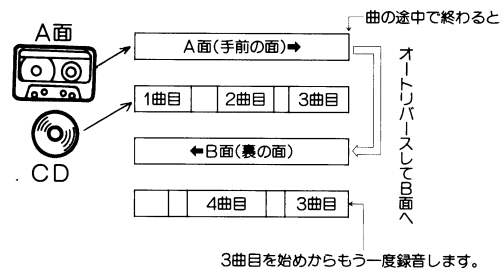 曲の途中で終わると
A面
A面(手前の面)➡
1曲目 2曲目 3曲目
オートリバースしてB面へ
⬅B面(裏の面)
CD
4曲目 3曲目
3曲目を始めからもう一度録音します。